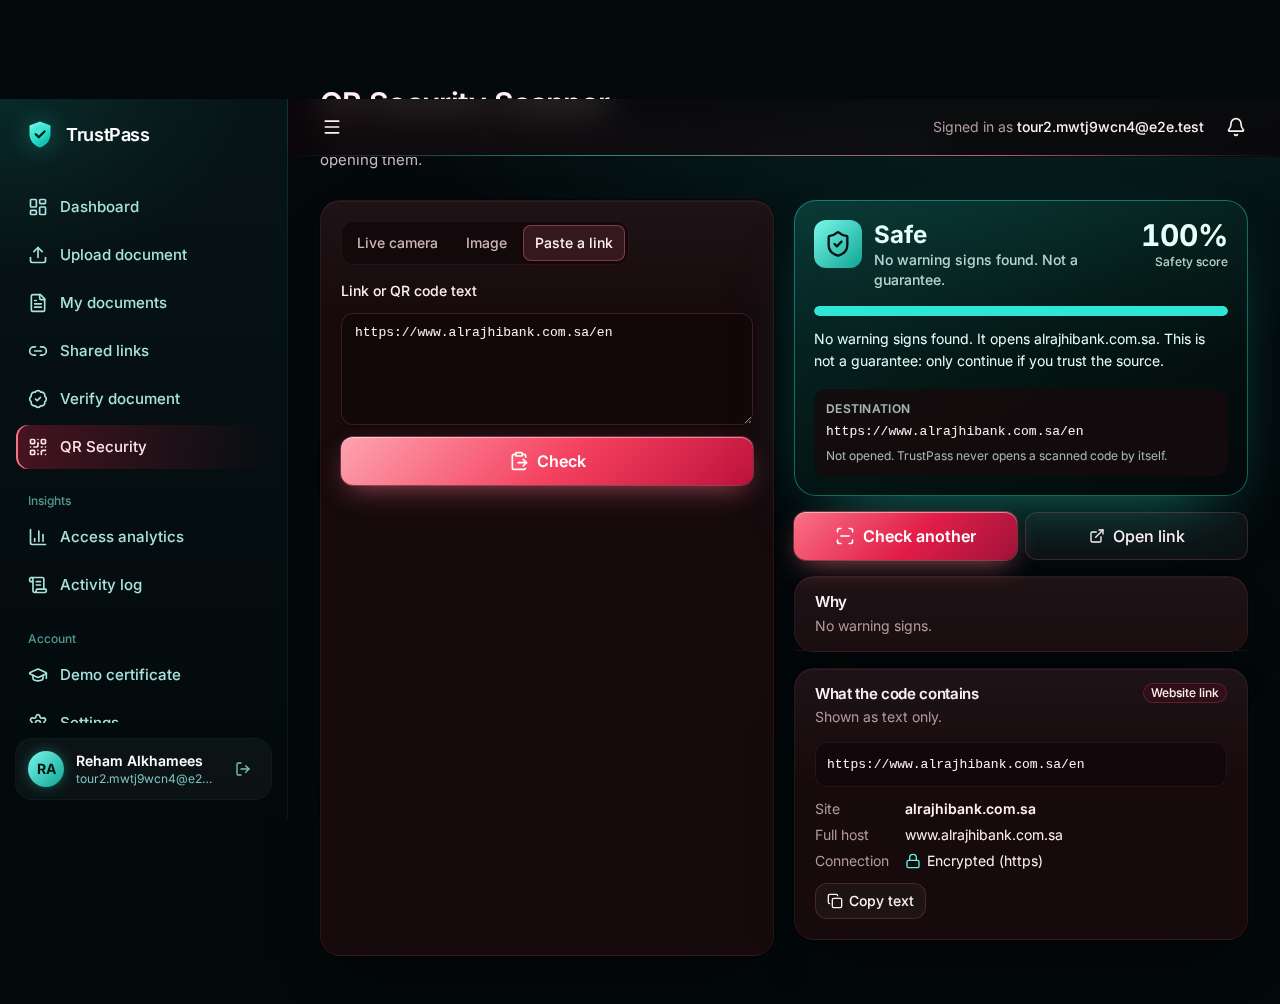 QR Security Scanner
TrustPass
Signed in as tour2.mwtj9wcn4@e2e.test
opening them.
Dashboard
Upload document
My documents
Shared links
Verify document
QR Security
Insights
Access analytics
Activity log
Account
Demo certificate
Settings
RA
Reham Alkhamees
tour2.mwtj9wcn4@e2...
Live camera
Image
Paste a link
Link or QR code text
https://www.alrajhibank.com.sa/en
Check
Safe
No warning signs found. Not a
guarantee.
100%
Safety score
No warning signs found. It opens alrajhibank.com.sa. This is
not a guarantee: only continue if you trust the source.
DESTINATION
https://www.alrajhibank.com.sa/en
Not opened. TrustPass never opens a scanned code by itself.
Check another
Open link
Why
No warning signs.
What the code contains
Website link
Shown as text only.
https://www.alrajhibank.com.sa/en
Site alrajhibank.com.sa
Full host www.alrajhibank.com.sa
Connection Encrypted (https)
Copy text